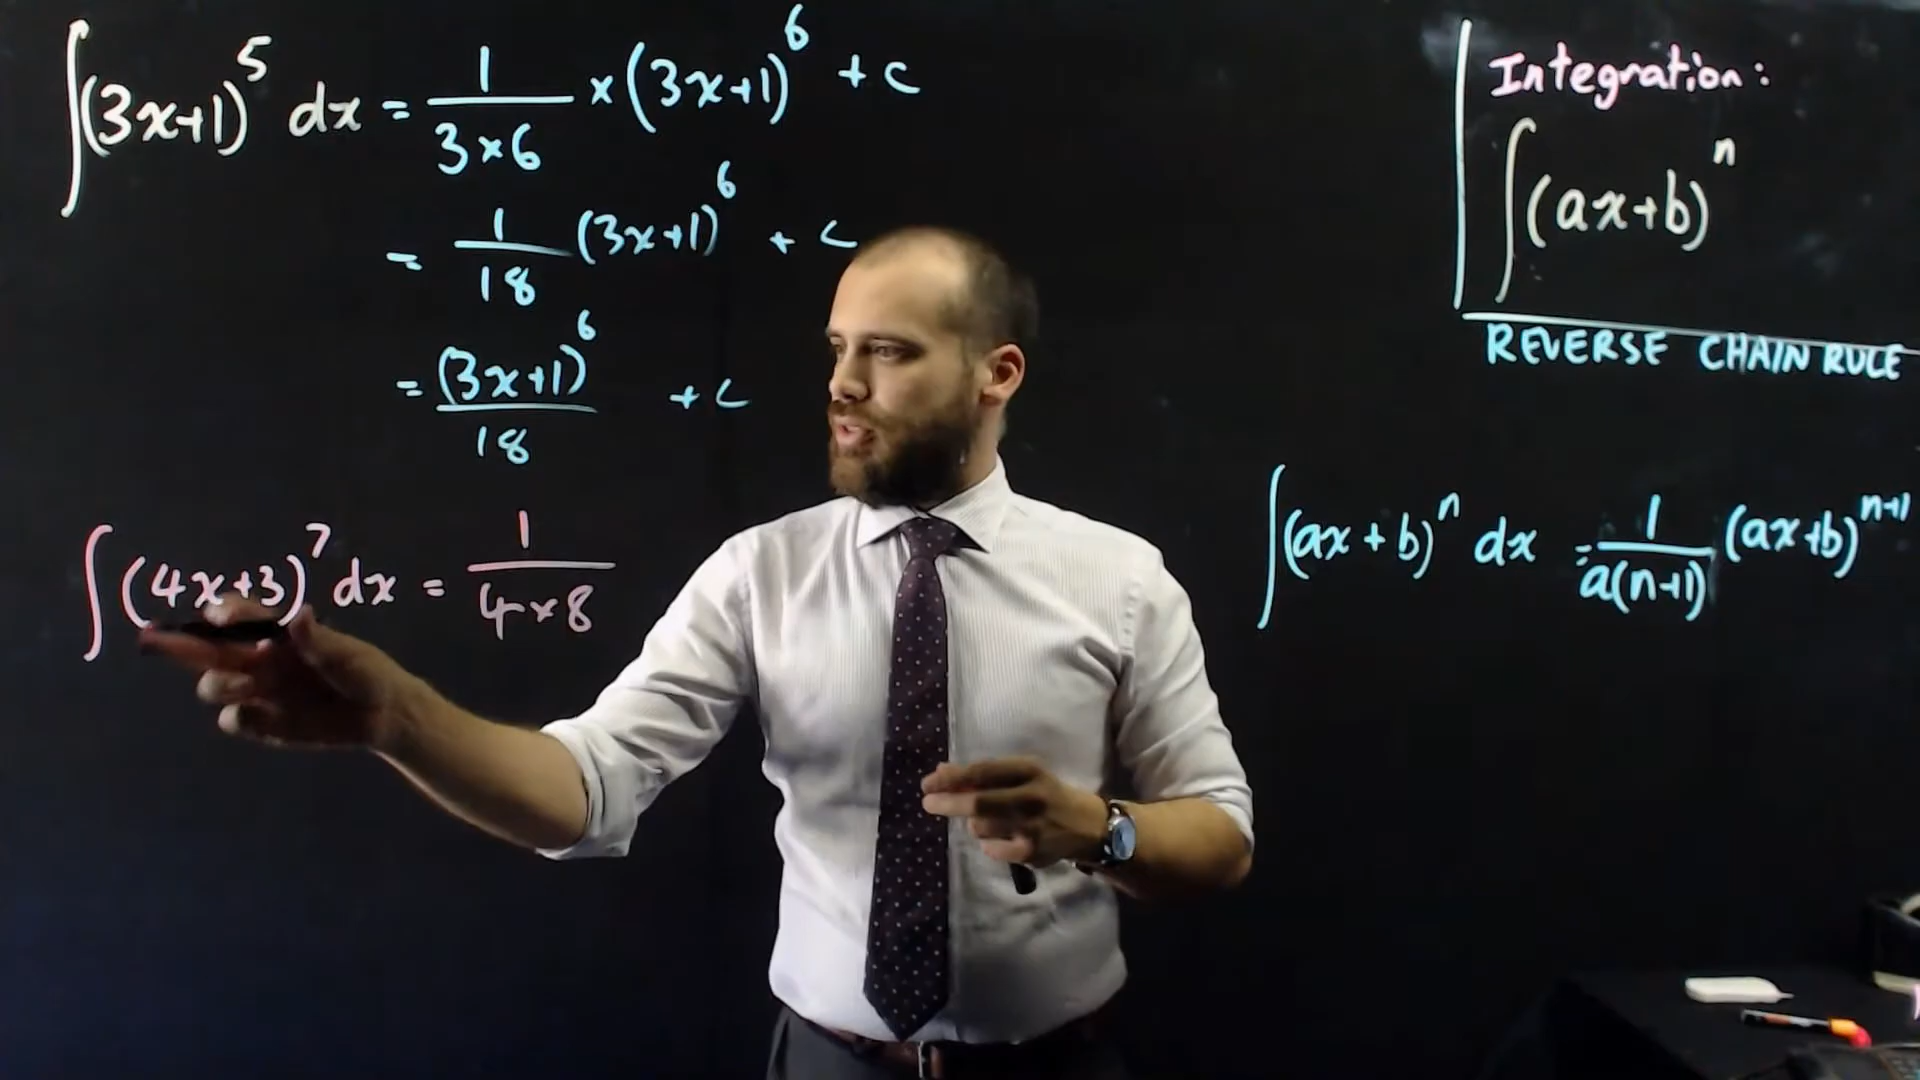 ∫(3x+1)⁵ dx = 1/(3×6) × (3x+1)⁶ + c
= 1/18 (3x+1)⁶ + c
= (3x+1)⁶/18 + c
∫(4x+3)⁷ dx = 1/(4×8)
Integration:
∫(ax+b)ⁿ
REVERSE CHAIN RULE
∫(ax+b)ⁿ dx = 1/(a(n+1)) (ax+b)ⁿ⁺¹